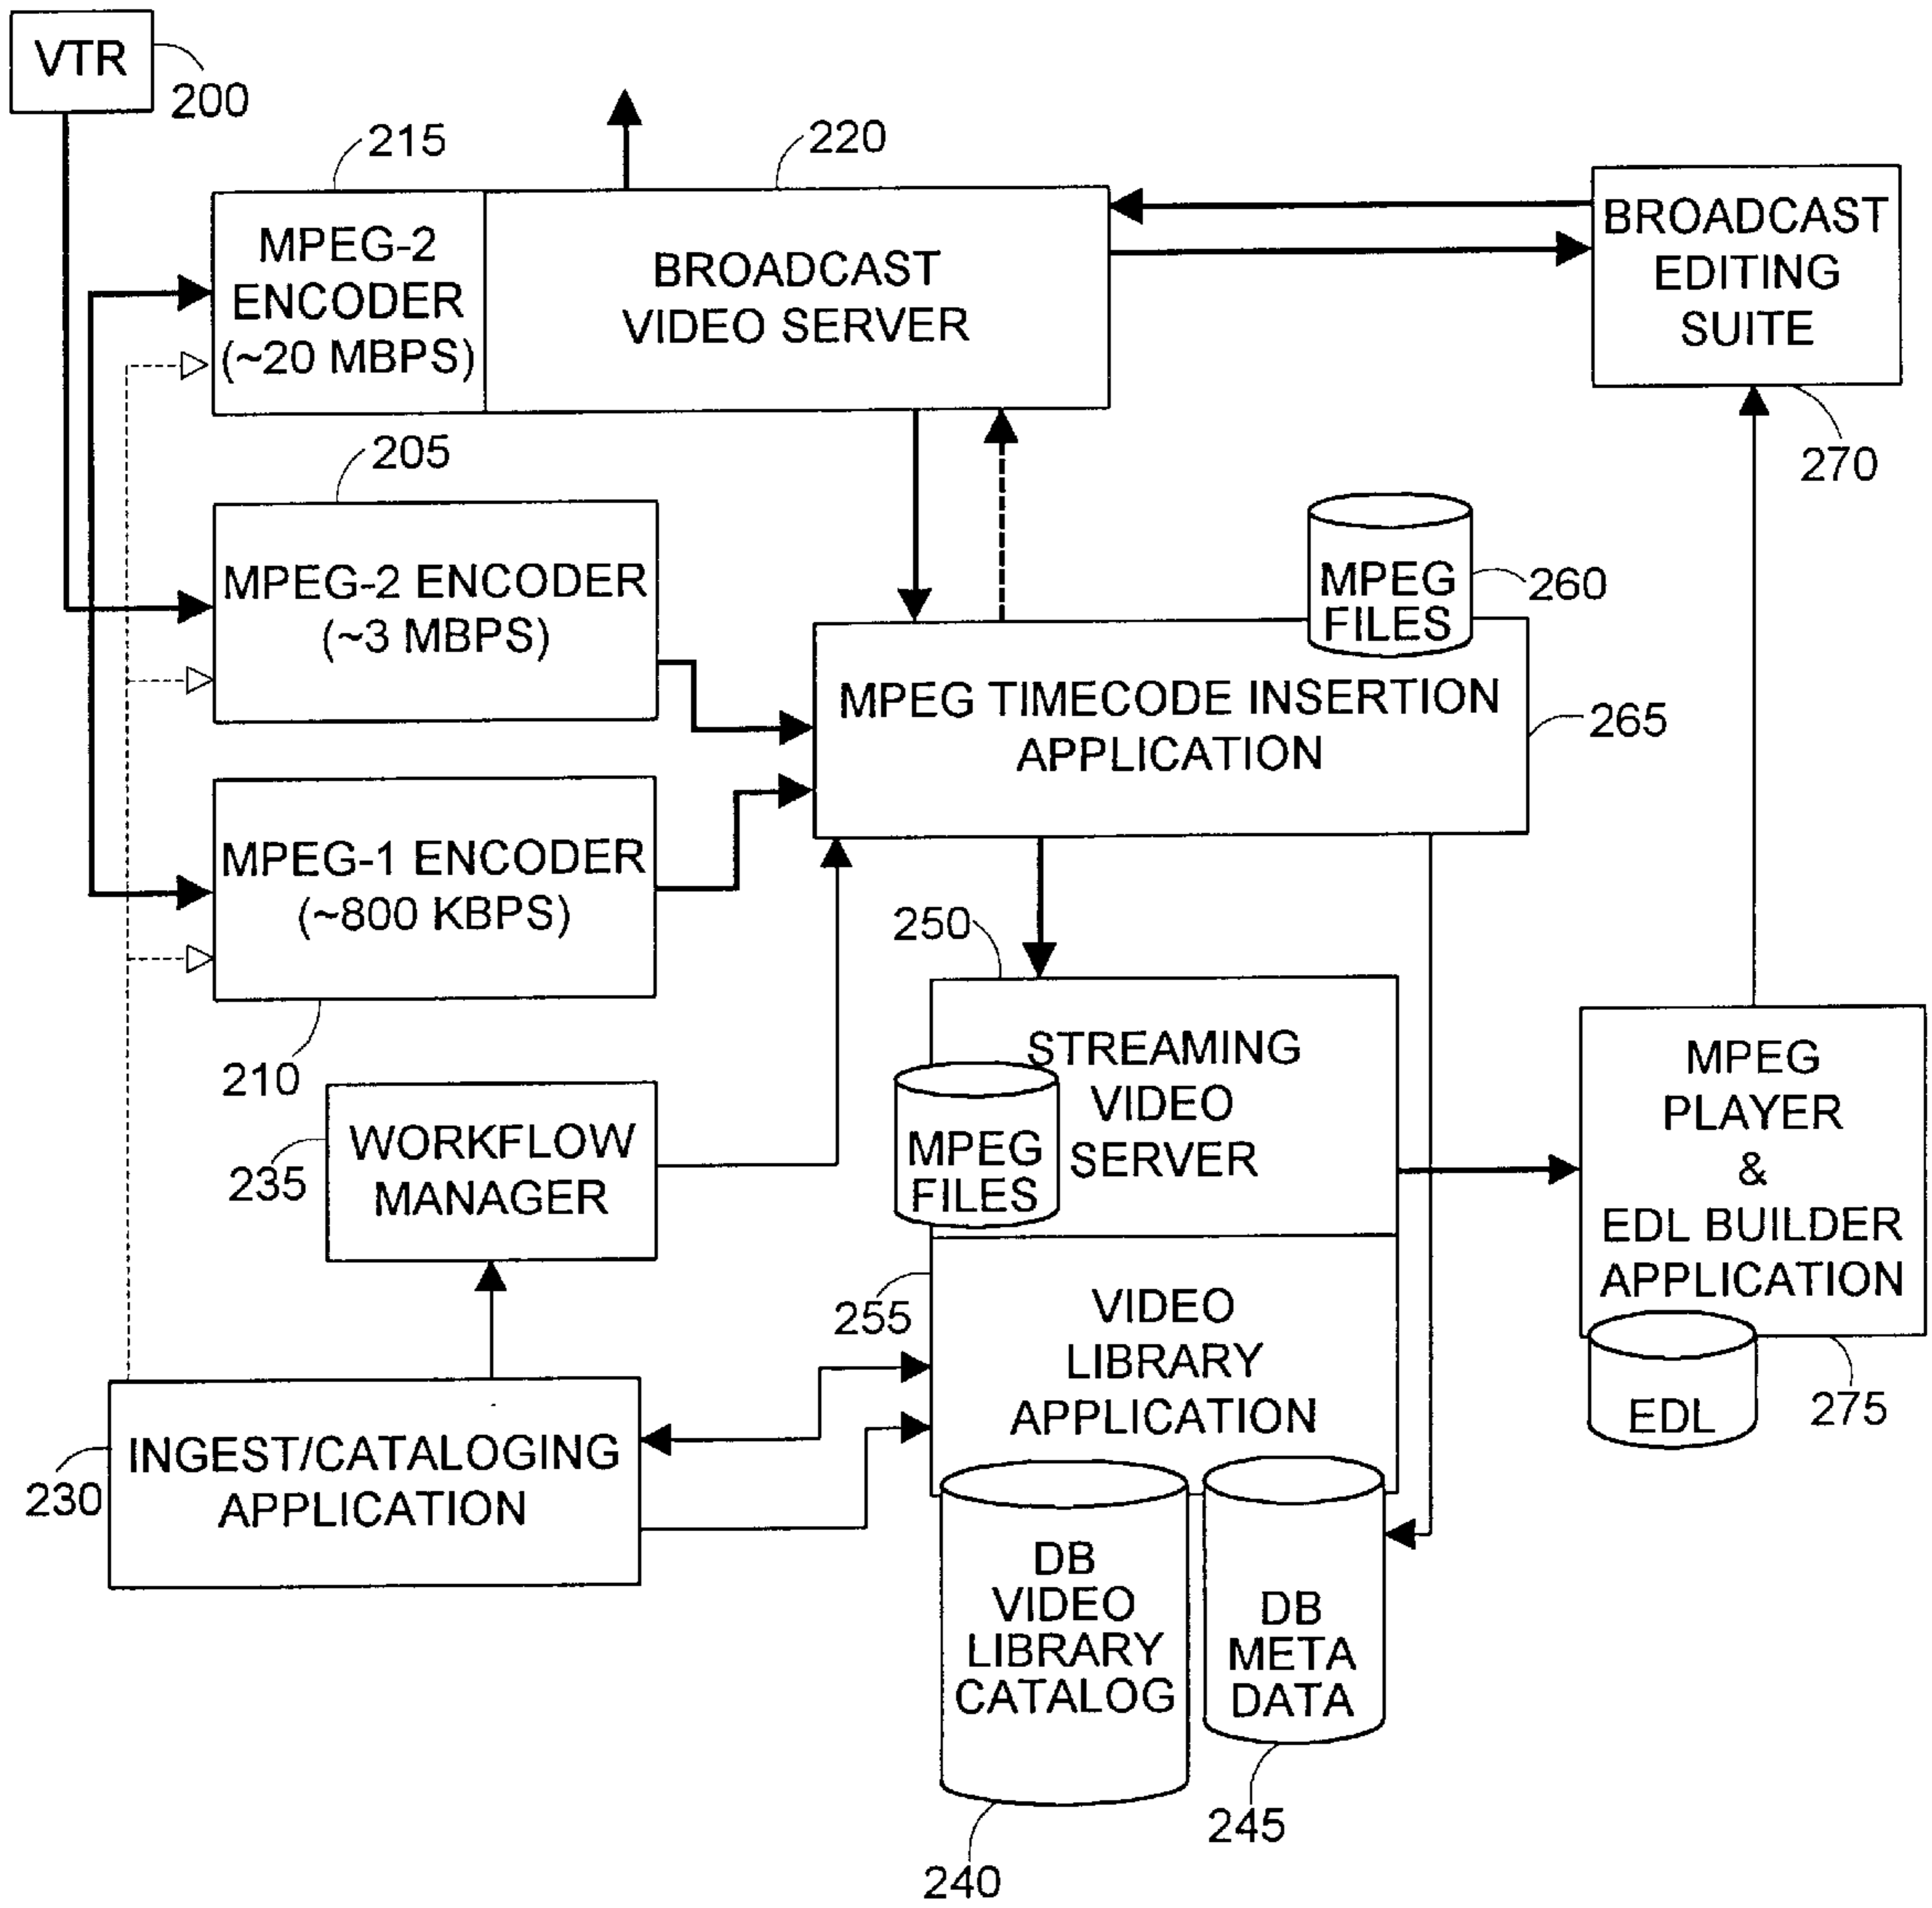 VTR
200
215
220
MPEG-2
ENCODER
(~20 MBPS)
BROADCAST
VIDEO SERVER
BROADCAST
EDITING
SUITE
270
205
MPEG-2 ENCODER
(~3 MBPS)
MPEG
FILES
260
MPEG TIMECODE INSERTION
APPLICATION
265
MPEG-1 ENCODER
(~800 KBPS)
210
250
STREAMING
VIDEO
SERVER
MPEG
FILES
MPEG
PLAYER
&
EDL BUILDER
APPLICATION
EDL
275
WORKFLOW
MANAGER
235
255
VIDEO
LIBRARY
APPLICATION
INGEST/CATALOGING
APPLICATION
230
DB
VIDEO
LIBRARY
CATALOG
DB
META
DATA
245
240